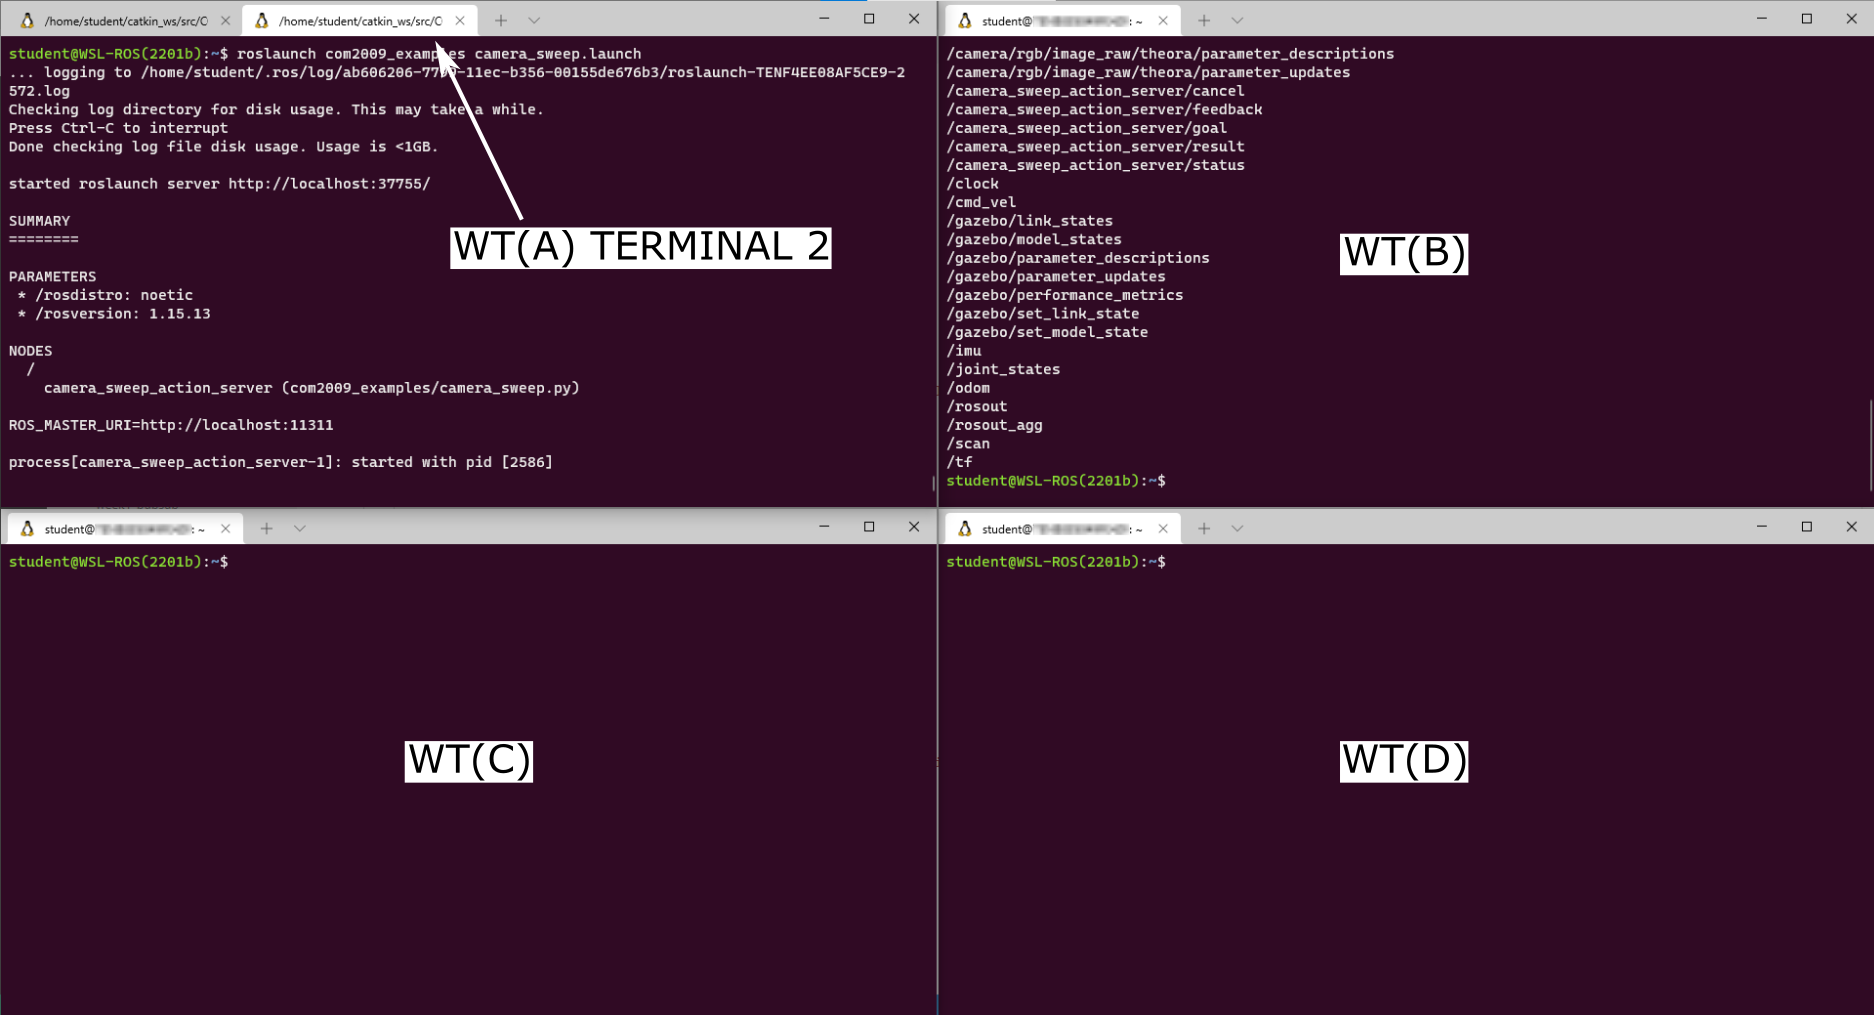 /home/student/catkin_ws/src/C
/home/student/catkin_ws/src/C
student@WSL-ROS(2201b):~$ roslaunch com2009_examples camera_sweep.launch
... logging to /home/student/.ros/log/ab606206-77 -11ec-b356-00155de676b3/roslaunch-TENF4EE08AF5CE9-2
572.log
Checking log directory for disk usage. This may take a while.
Press Ctrl-C to interrupt
Done checking log file disk usage. Usage is <1GB.
started roslaunch server http://localhost:37755/
SUMMARY
========
PARAMETERS
* /rosdistro: noetic
* /rosversion: 1.15.13
NODES
/
camera_sweep_action_server (com2009_examples/camera_sweep.py)
ROS_MASTER_URI=http://localhost:11311
process[camera_sweep_action_server-1]: started with pid [2586]
WT(A) TERMINAL 2
student@ : ~
/camera/rgb/image_raw/theora/parameter_descriptions
/camera/rgb/image_raw/theora/parameter_updates
/camera_sweep_action_server/cancel
/camera_sweep_action_server/feedback
/camera_sweep_action_server/goal
/camera_sweep_action_server/result
/camera_sweep_action_server/status
/clock
/cmd_vel
/gazebo/link_states
/gazebo/model_states
/gazebo/parameter_descriptions
/gazebo/parameter_updates
/gazebo/performance_metrics
/gazebo/set_link_state
/gazebo/set_model_state
/imu
/joint_states
/odom
/rosout
/rosout_agg
/scan
/tf
student@WSL-ROS(2201b):~$
WT(B)
student@ : ~
student@WSL-ROS(2201b):~$
WT(C)
student@ : ~
student@WSL-ROS(2201b):~$
WT(D)